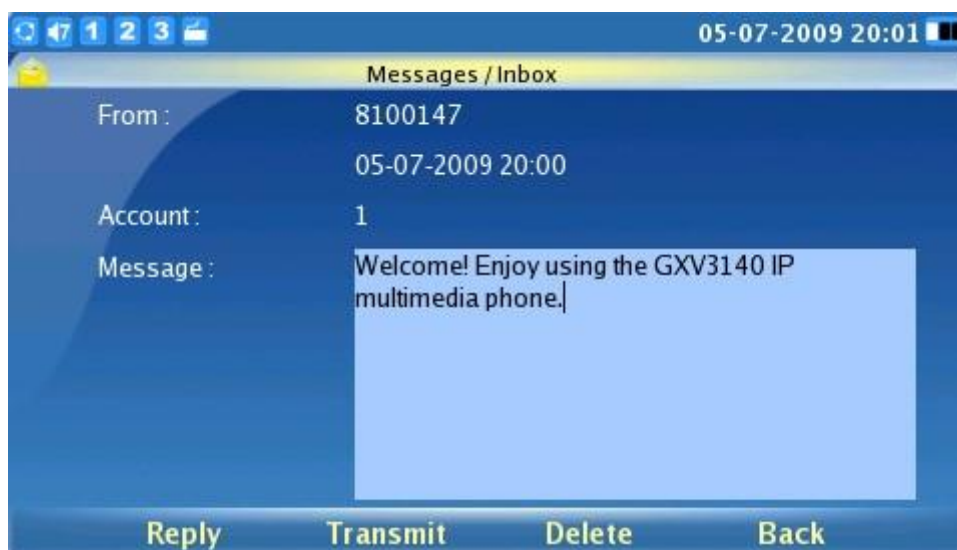 7 1 2 3 05-07-2009 20:01
Messages / Inbox
From : 8100147
05-07-2009 20:00
Account : 1
Message : Welcome! Enjoy using the GXV3140 IP
multimedia phone.
Reply Transmit Delete Back